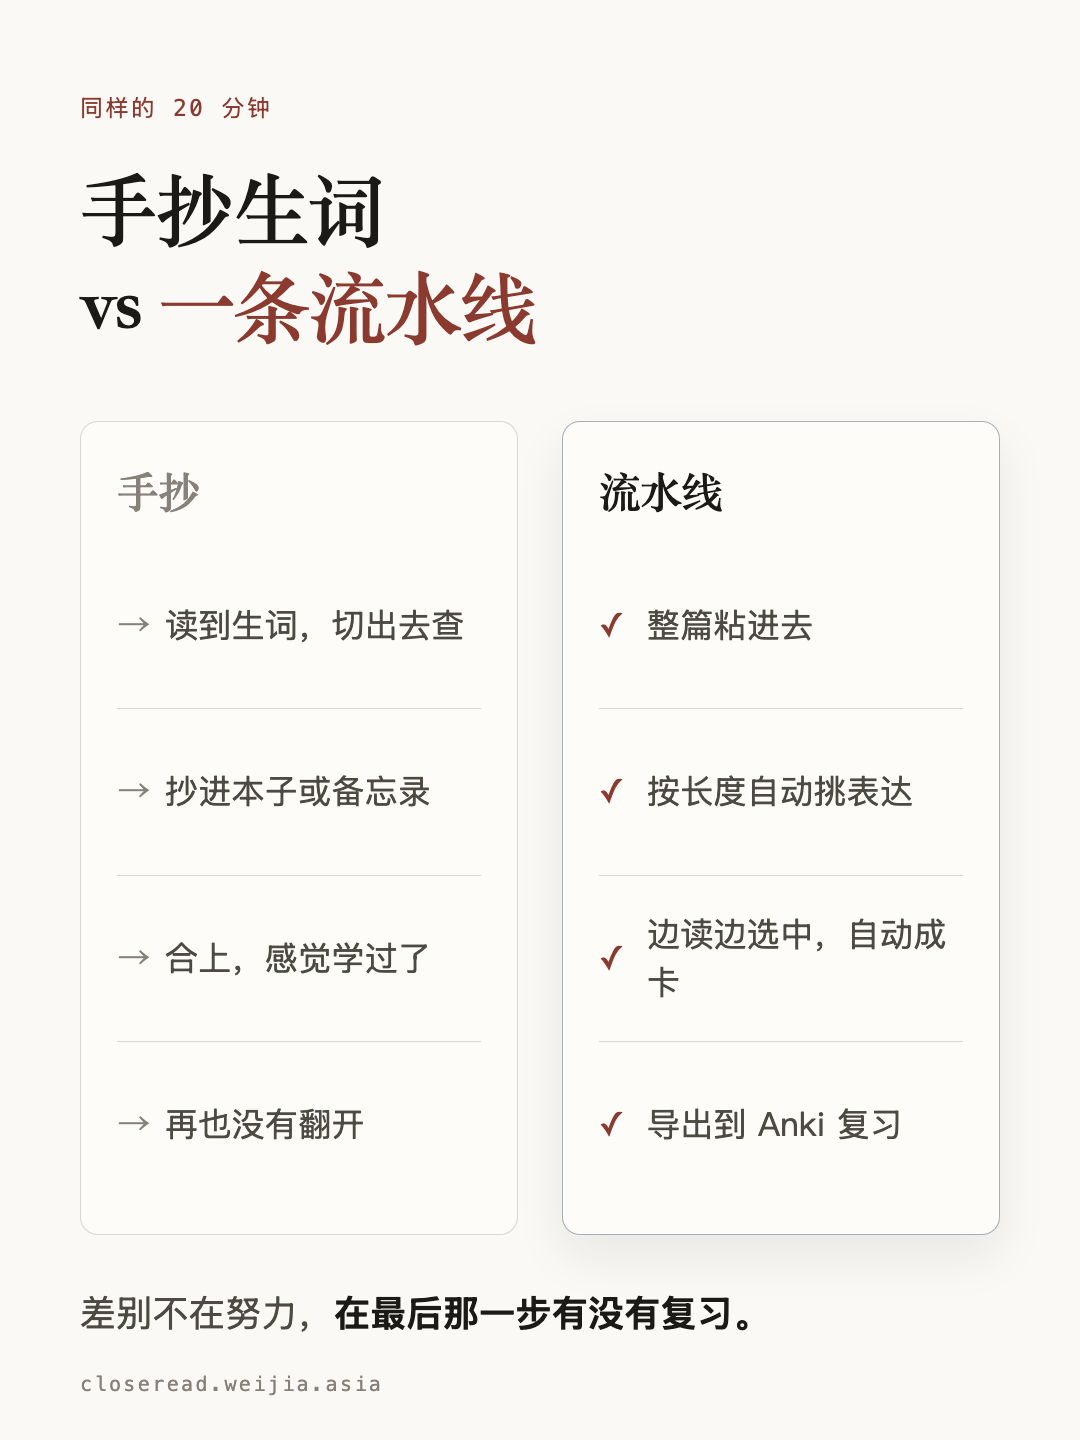 同样的 20 分钟
手抄生词
vs 一条流水线
手抄
→ 读到生词，切出去查
→ 抄进本子或备忘录
→ 合上，感觉学过了
→ 再也没有翻开
流水线
✓ 整篇粘进去
✓ 按长度自动挑表达
✓ 边读边选中，自动成
卡
✓ 导出到 Anki 复习
差别不在努力，在最后那一步有没有复习。
closeread.weijia.asia